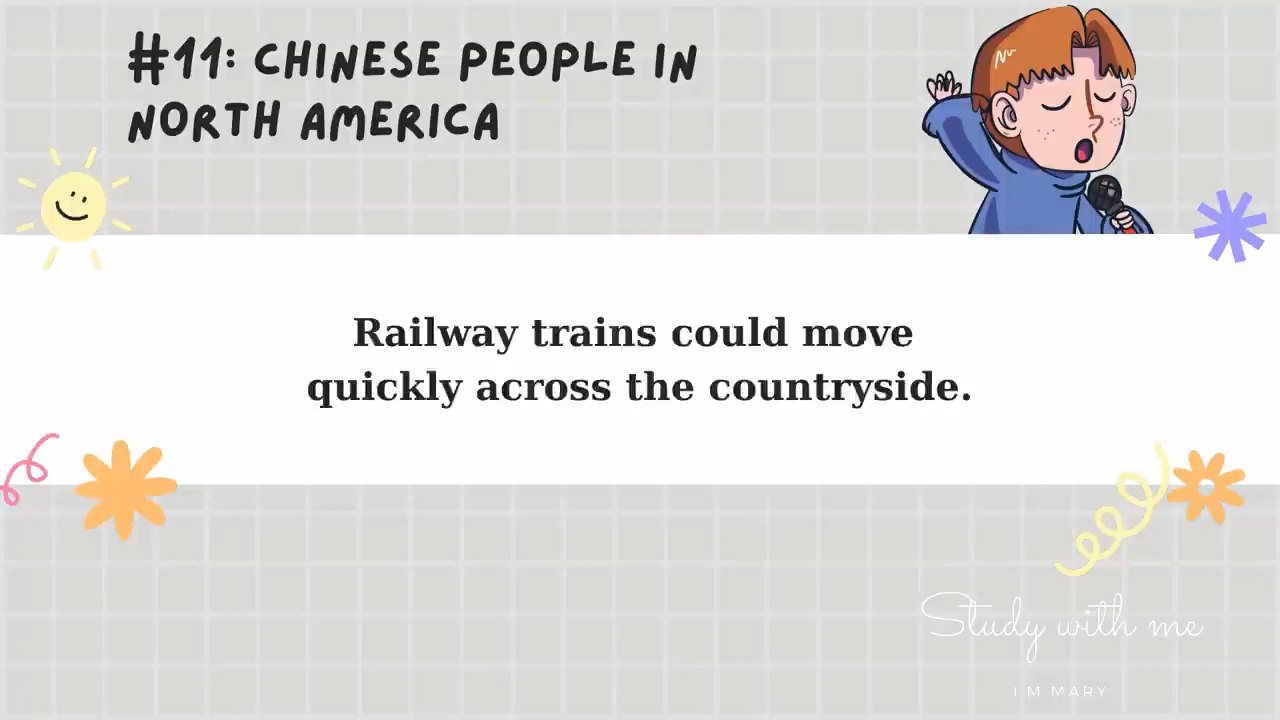 #11: CHINESE PEOPLE IN
NORTH AMERICA
Railway trains could move
quickly across the countryside.
Study with me
I M MARY